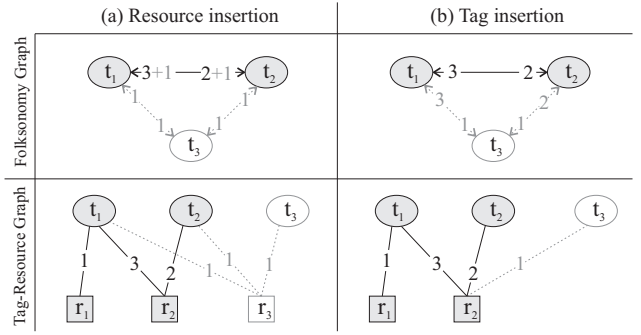 (a) Resource insertion
(b) Tag insertion
Folksonomy Graph
t1 3+1 2+1 t2
1 1
1 1
t3
t1 3 2 t2
3 2
1 1
t3
Tag-Resource Graph
t1 t2 t3
1 3 2 1 1 1
r1 r2 r3
t1 t2 t3
1 3 2 1
r1 r2